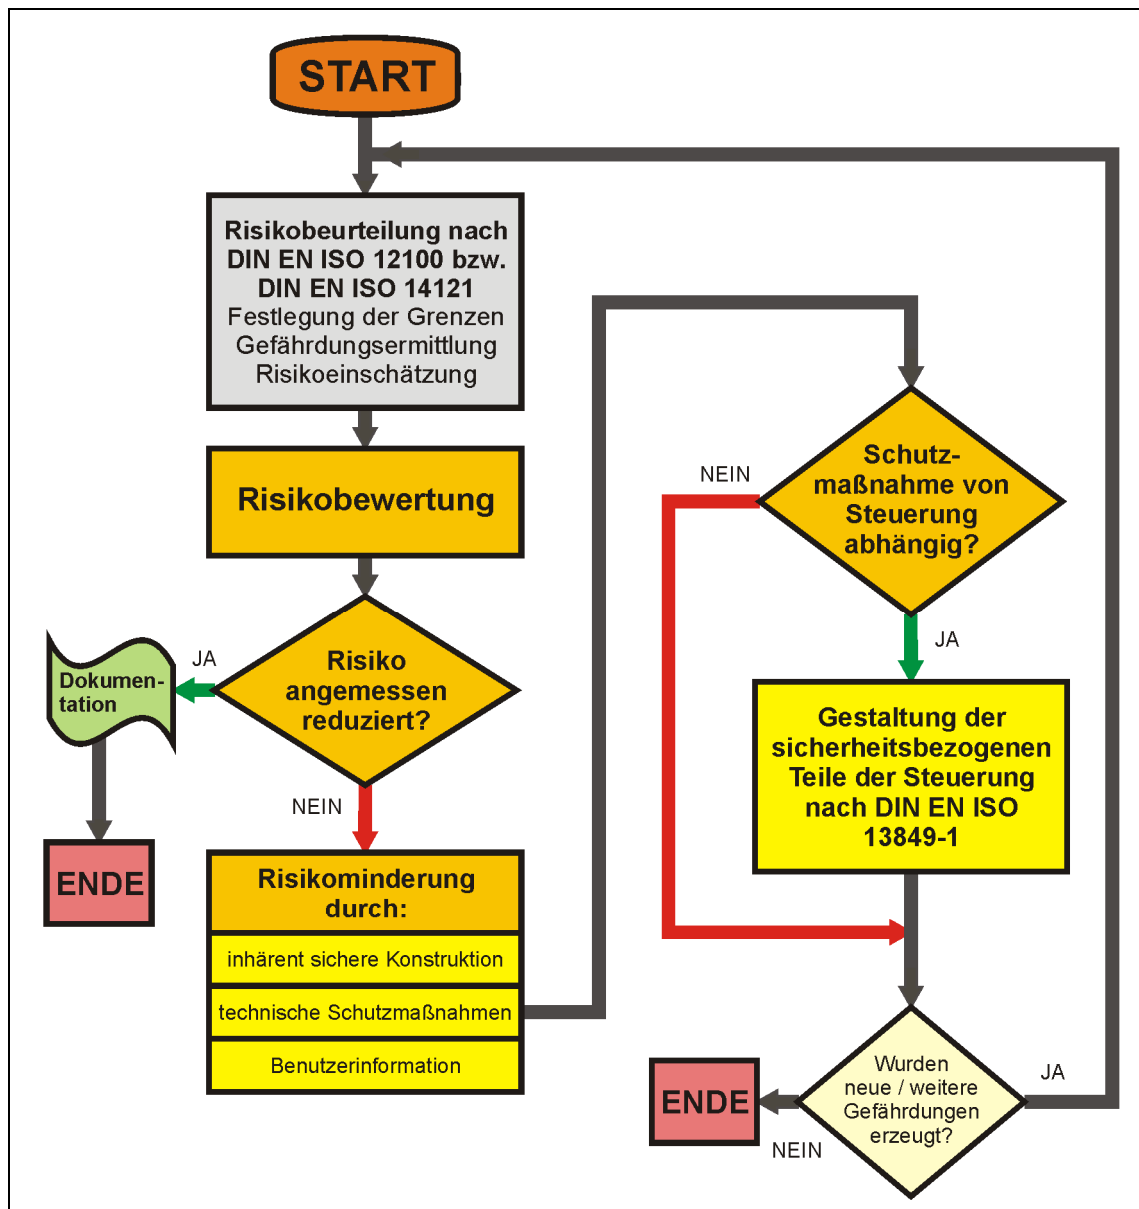 START
Risikobeurteilung nach
DIN EN ISO 12100 bzw.
DIN EN ISO 14121
Festlegung der Grenzen
Gefährdungsermittlung
Risikoeinschätzung
Risikobewertung
Risiko
angemessen
reduziert?
JA
Dokumen-
tation
ENDE
NEIN
Risikominderung
durch:
inhärent sichere Konstruktion
technische Schutzmaßnahmen
Benutzerinformation
Schutz-
maßnahme von
Steuerung
abhängig?
NEIN
JA
Gestaltung der
sicherheitsbezogenen
Teile der Steuerung
nach DIN EN ISO
13849-1
Wurden
neue / weitere
Gefährdungen
erzeugt?
JA
NEIN
ENDE